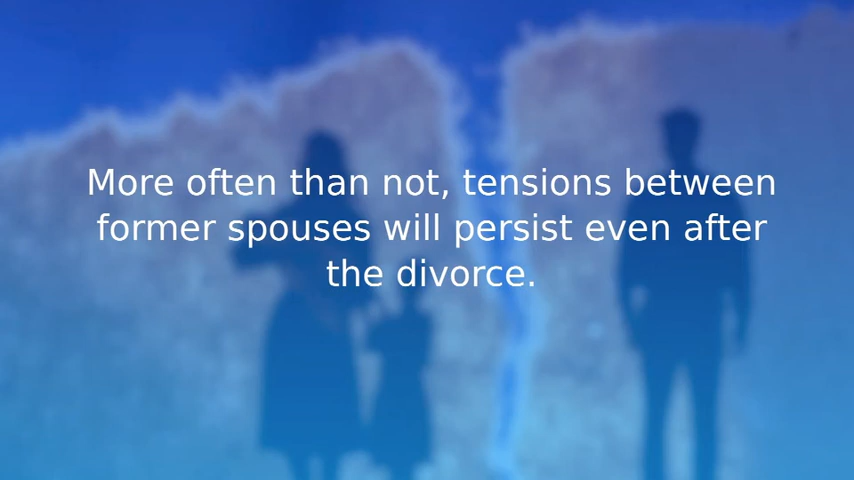 More often than not, tensions between
former spouses will persist even after
the divorce.